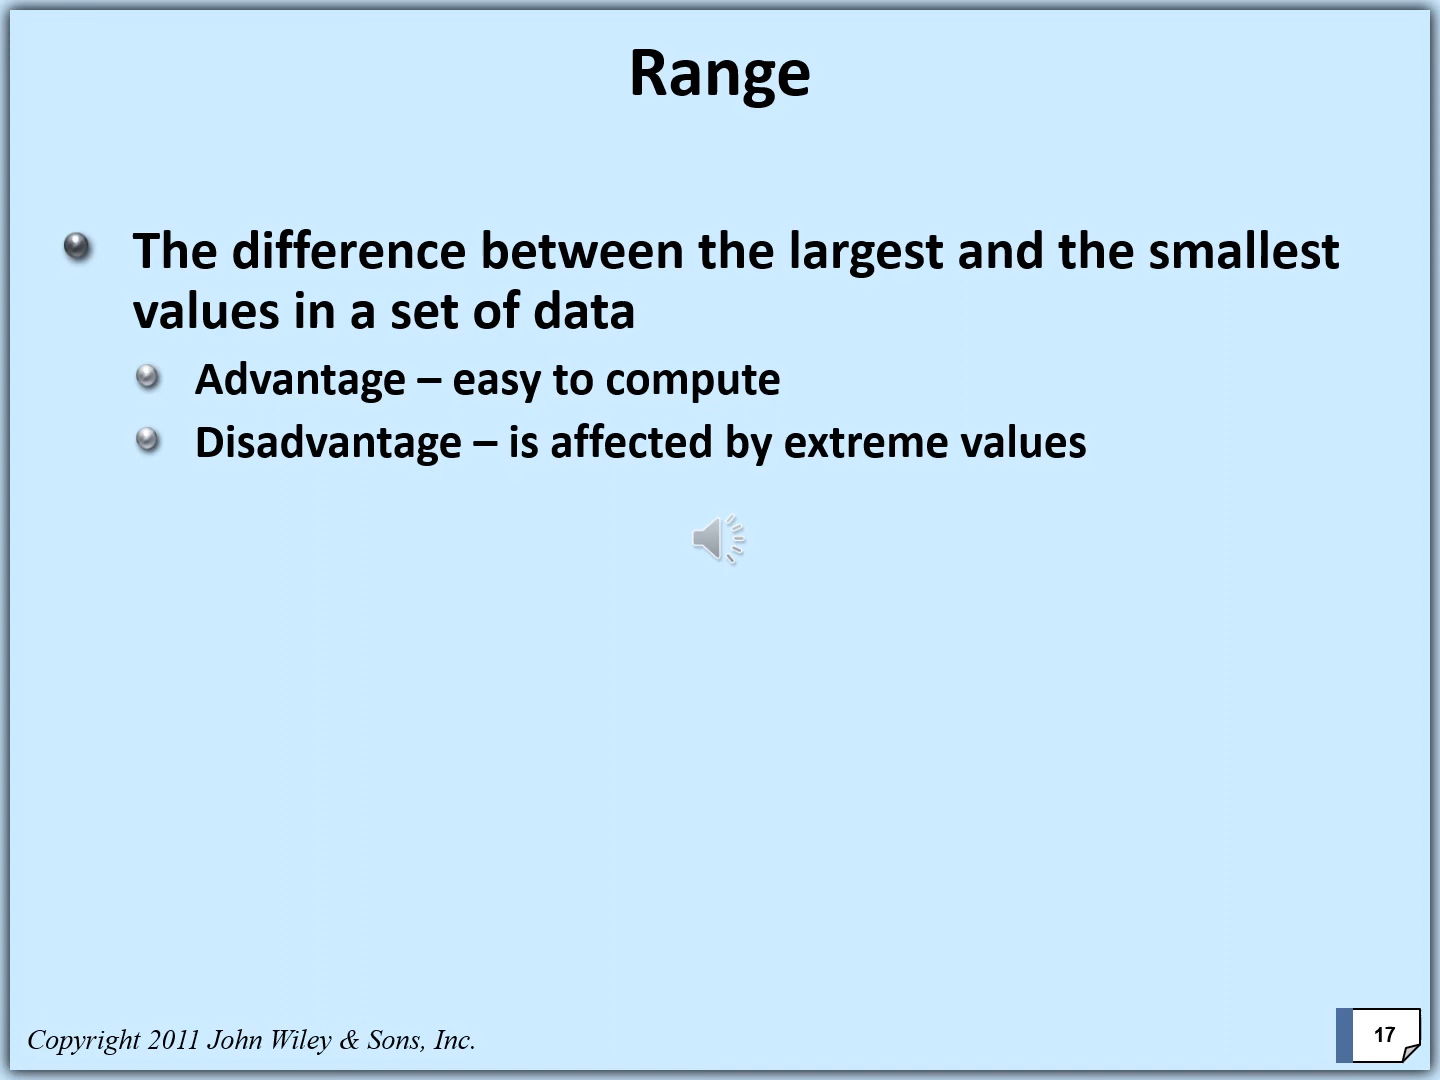 Range
The difference between the largest and the smallest
values in a set of data
Advantage – easy to compute
Disadvantage – is affected by extreme values
Copyright 2011 John Wiley & Sons, Inc.
17